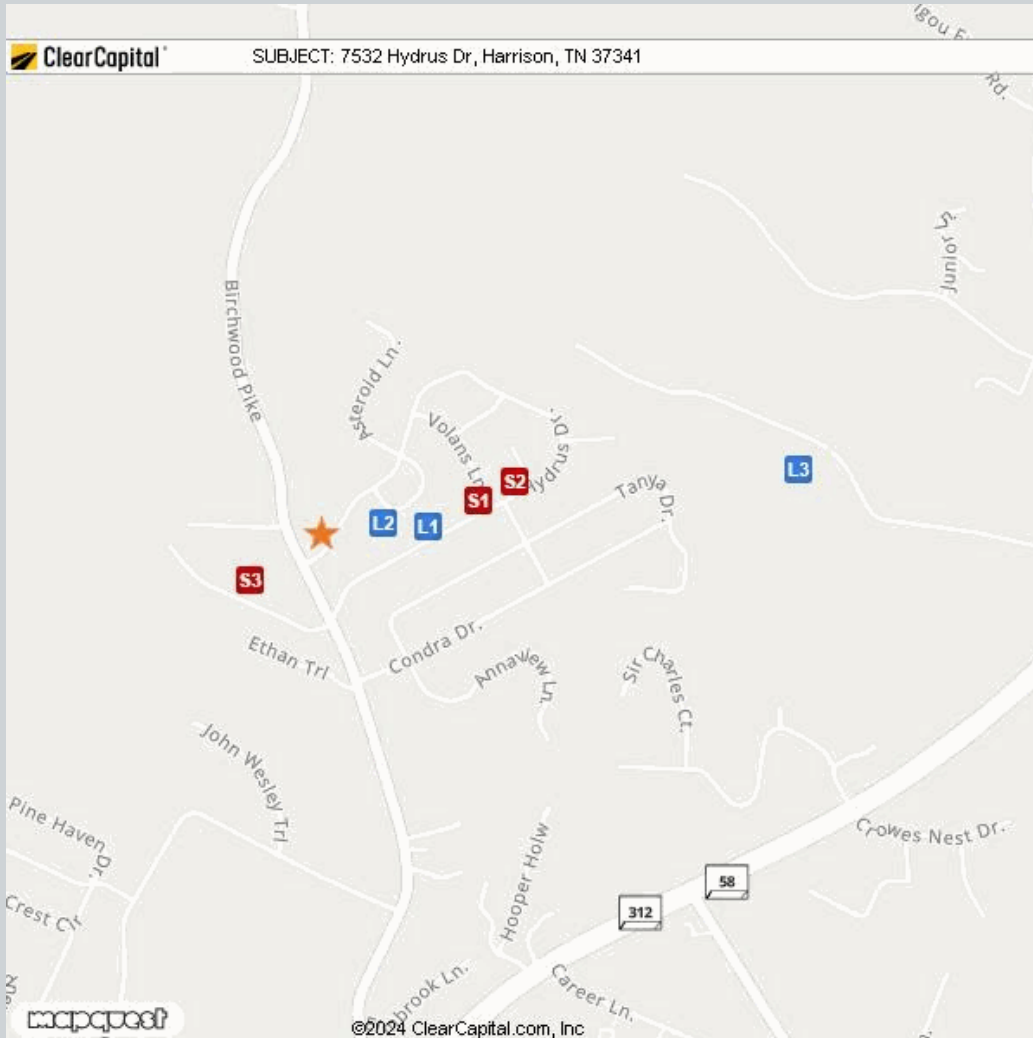 ClearCapital
SUBJECT: 7532 Hydrus Dr, Harrison, TN 37341
Rd.
Junior
Birchwood Pike
Asteroid Ln.
Volans Ln
Hydrus Dr.
Tanya Dr.
L3
S2
S1
L2
L1
S3
Ethan Trl
Condra Dr.
Annaview Ln.
Sir Charles Ct.
John Wesley Trl
Pine Haven Dr.
Crest Cir
Hooper Holw
Crowes Nest Dr.
58
312
Career Ln.
brook Ln.
mapquest
©2024 ClearCapital.com, Inc